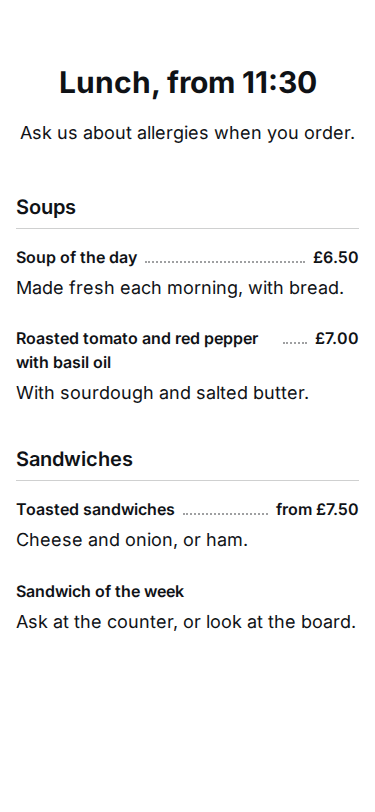 Lunch, from 11:30
Ask us about allergies when you order.
Soups
Soup of the day £6.50
Made fresh each morning, with bread.
Roasted tomato and red pepper £7.00
with basil oil
With sourdough and salted butter.
Sandwiches
Toasted sandwiches from £7.50
Cheese and onion, or ham.
Sandwich of the week
Ask at the counter, or look at the board.